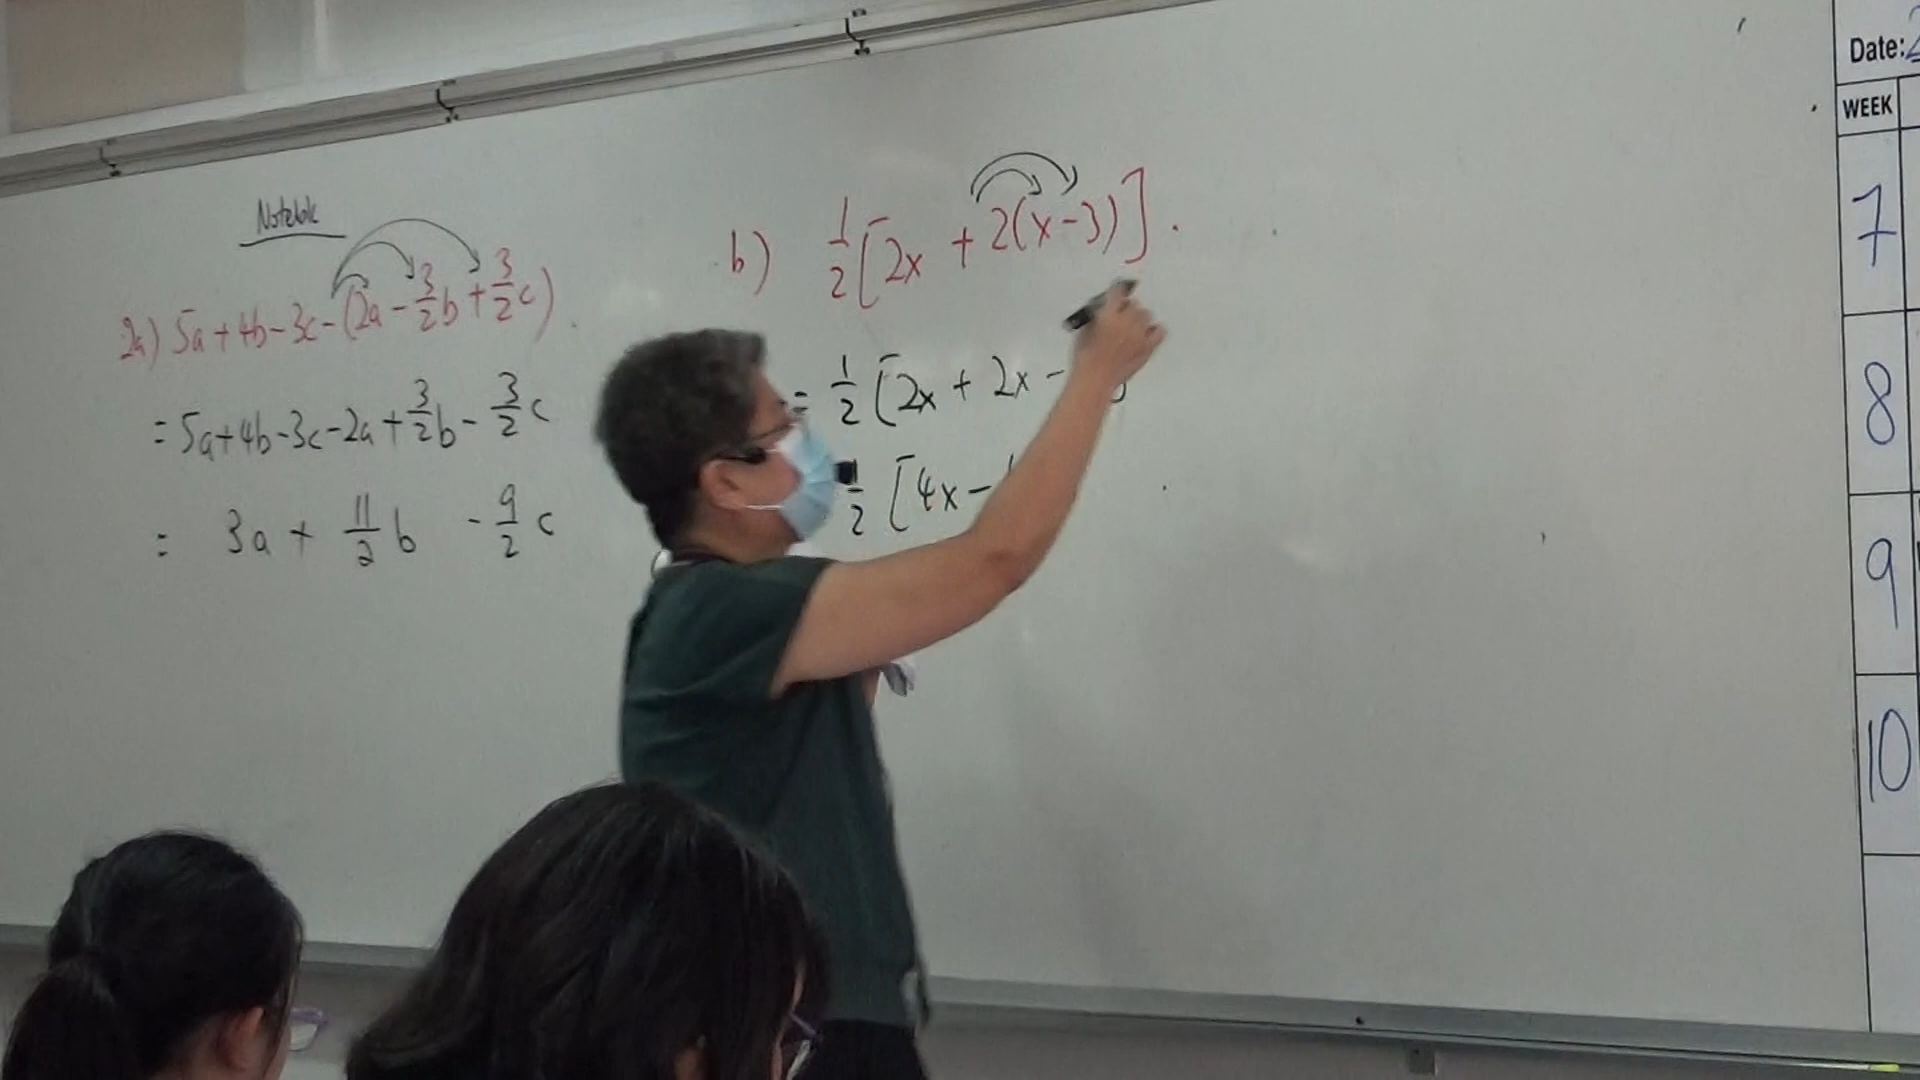 Notebk
2a) 5a + 4b - 3c - (2a - 3/2 b + 3/2 c).
= 5a + 4b - 3c - 2a + 3/2 b - 3/2 c
= 3a + 11/2 b - 9/2 c
b) 1/2 [2x + 2(x - 3)].
= 1/2 [2x + 2x -
1/2 [4x -
Date:
WEEK
7
8
9
10